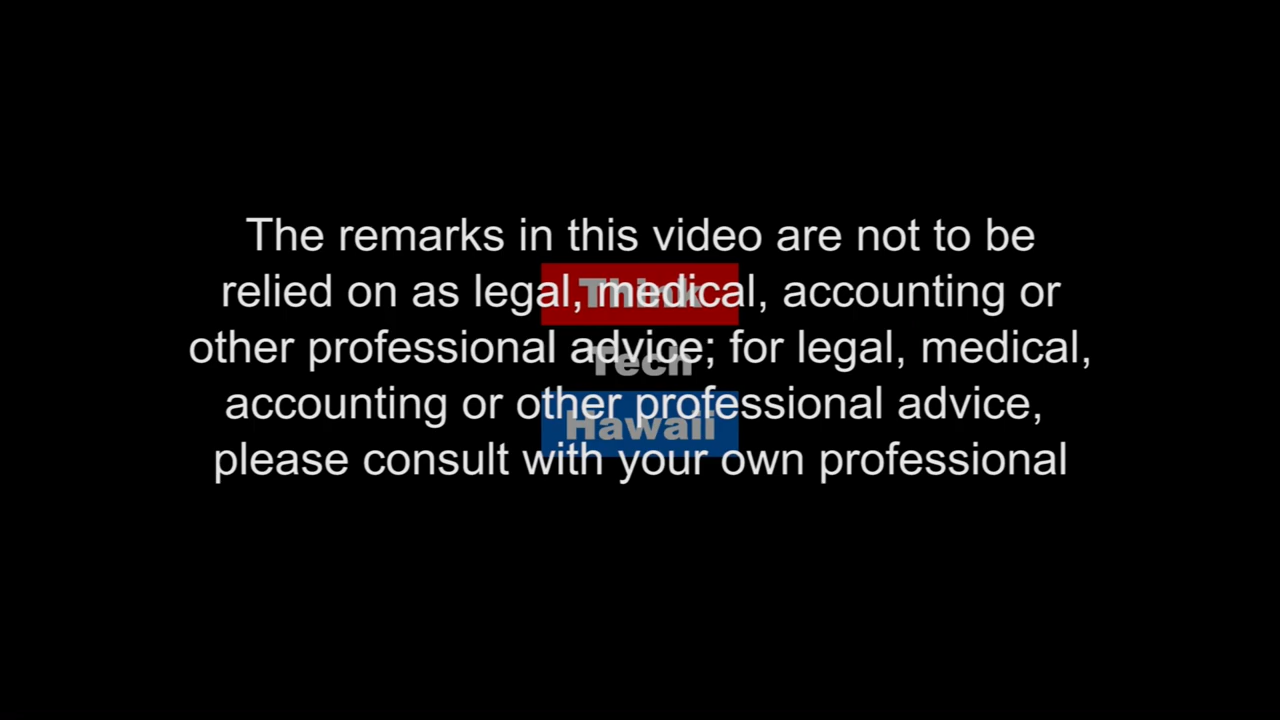 The remarks in this video are not to be
relied on as legal, medical, accounting or
other professional advice; for legal, medical,
accounting or other professional advice,
please consult with your own professional
Think
Tech
Hawaii